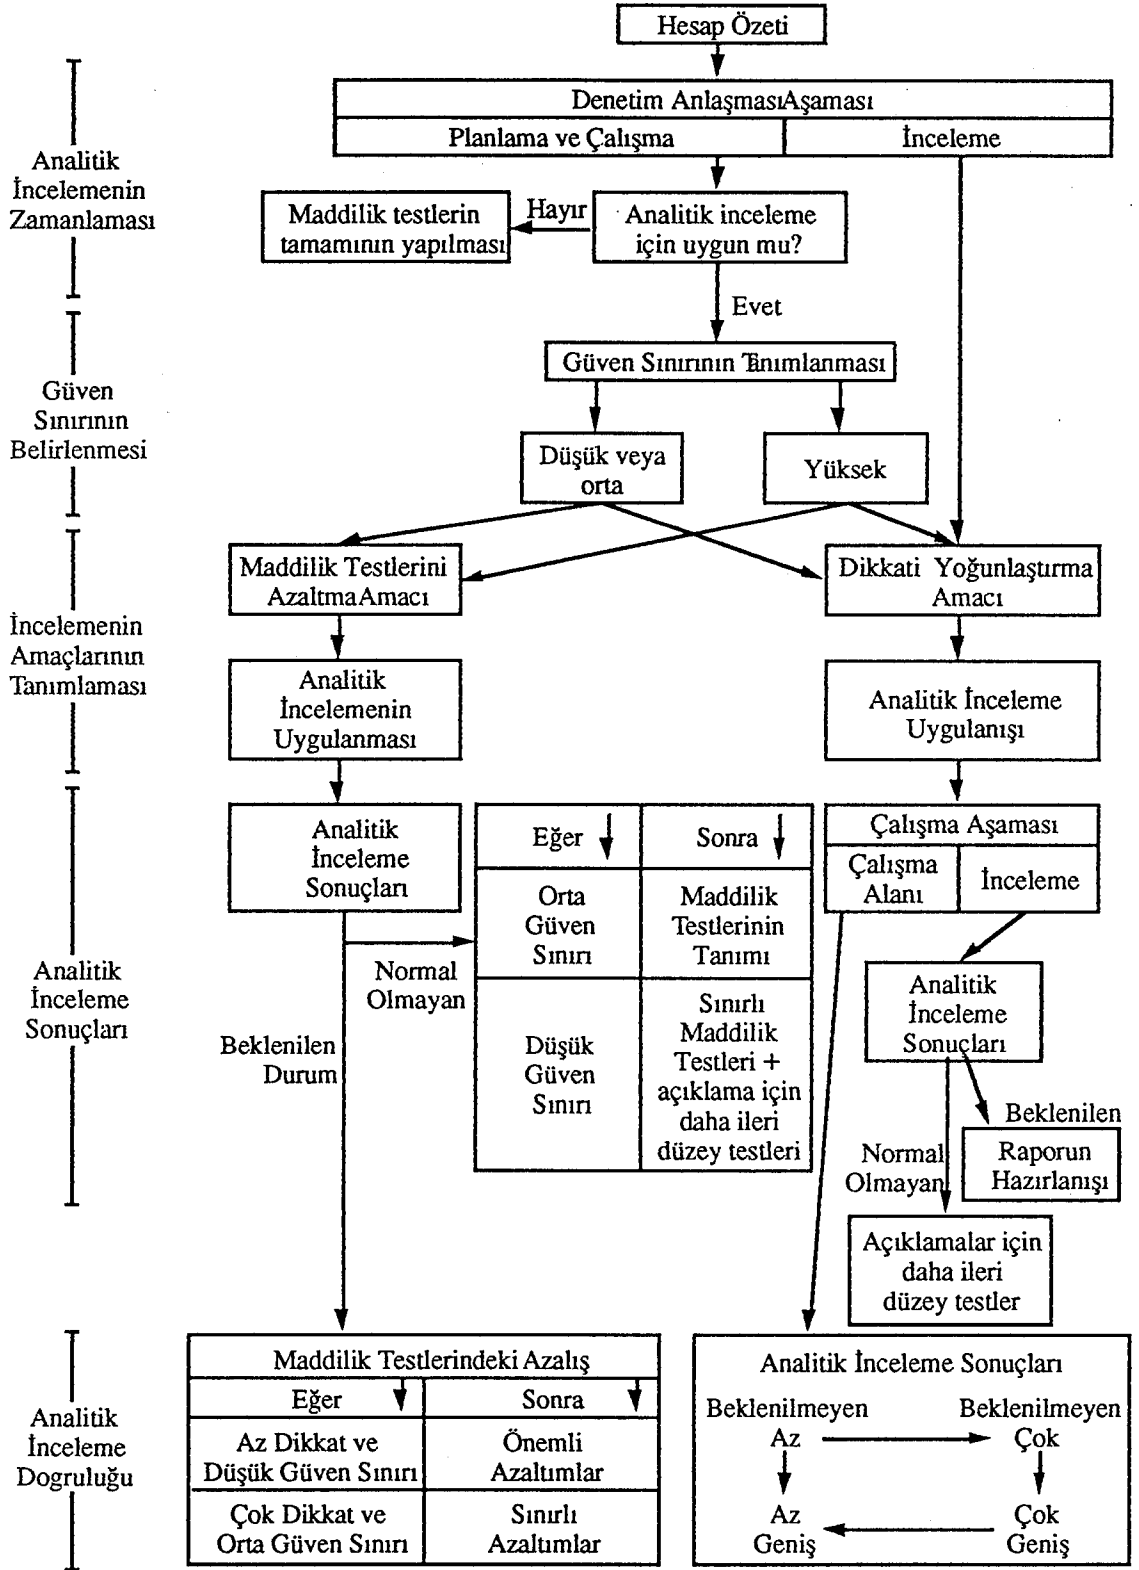 Hesap Özeti
Denetim AnlaşmasıAşaması
Planlama ve Çalışma
İnceleme
Analitik
İncelemenin
Zamanlaması
Maddilik testlerin
tamamının yapılması
Hayır
Analitik inceleme
için uygun mu?
Evet
Güven
Sınırının
Belirlenmesi
Güven Sınırının Tanımlanması
Düşük veya
orta
Yüksek
İncelemenin
Amaçlarının
Tanımlaması
Maddilik Testlerini
AzaltmaAmacı
Dikkati Yoğunlaştırma
Amacı
Analitik
İncelemenin
Uygulanması
Analitik İnceleme
Uygulanışı
Analitik
İnceleme
Sonuçları
Analitik
İnceleme
Sonuçları
Normal
Olmayan
Beklenilen
Durum
Eğer
Sonra
Orta
Güven
Sınırı
Maddilik
Testlerinin
Tanımı
Düşük
Güven
Sınırı
Sınırlı
Maddilik
Testleri +
açıklama için
daha ileri
düzey testleri
Çalışma Aşaması
Çalışma
Alanı
İnceleme
Analitik
İnceleme
Sonuçları
Beklenilen
Raporun
Hazırlanışı
Normal
Olmayan
Açıklamalar için
daha ileri
düzey testler
Analitik
İnceleme
Dogruluğu
Maddilik Testlerindeki Azalış
Eğer
Sonra
Az Dikkat ve
Düşük Güven Sınırı
Önemli
Azaltımlar
Çok Dikkat ve
Orta Güven Sınırı
Sınırlı
Azaltımlar
Analitik İnceleme Sonuçları
Beklenilmeyen
Beklenilmeyen
Az
Çok
Az
Geniş
Çok
Geniş